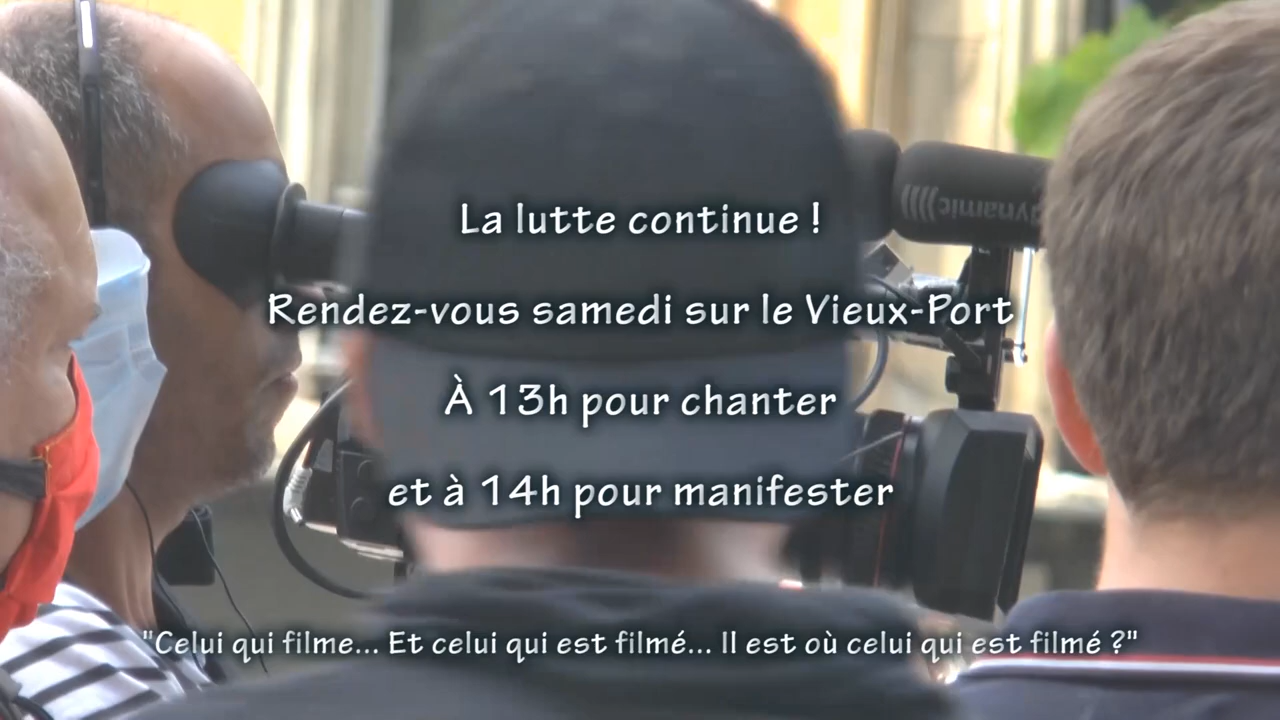 La lutte continue !
Rendez-vous samedi sur le Vieux-Port
À 13h pour chanter
et à 14h pour manifester
"Celui qui filme... Et celui qui est filmé... Il est où celui qui est filmé ?"